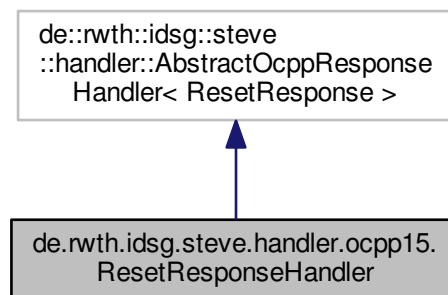 de::rwth::idsg::steve
::handler::AbstractOcppResponse
Handler< ResetResponse >
de.rwth.idsg.steve.handler.ocpp15.
ResetResponseHandler